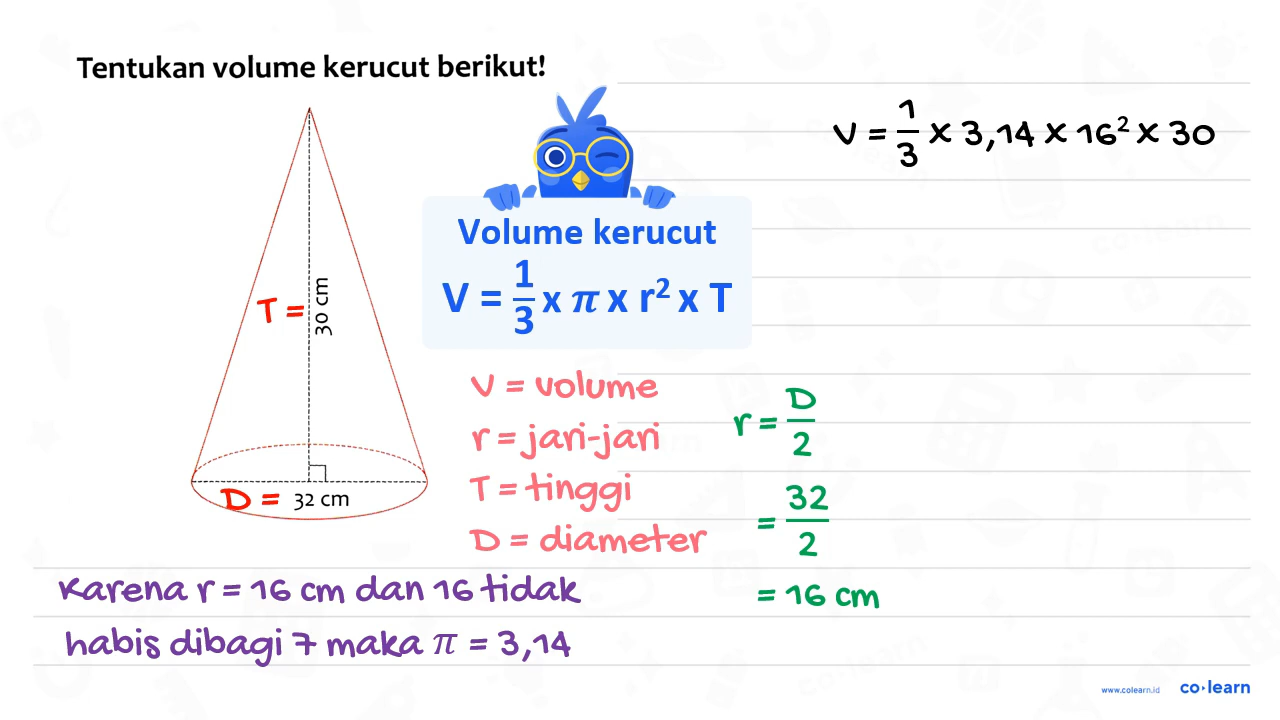 Tentukan volume kerucut berikut!
T = 30 cm
D = 32 cm
Volume kerucut
V = 1/3 x π x r² x T
V = volume
r = jari-jari
T = tinggi
D = diameter
r = D/2
= 32/2
= 16 cm
Karena r = 16 cm dan 16 tidak
habis dibagi 7 maka π = 3,14
V = 1/3 x 3,14 x 16² x 30
www.colearn.id
co learn